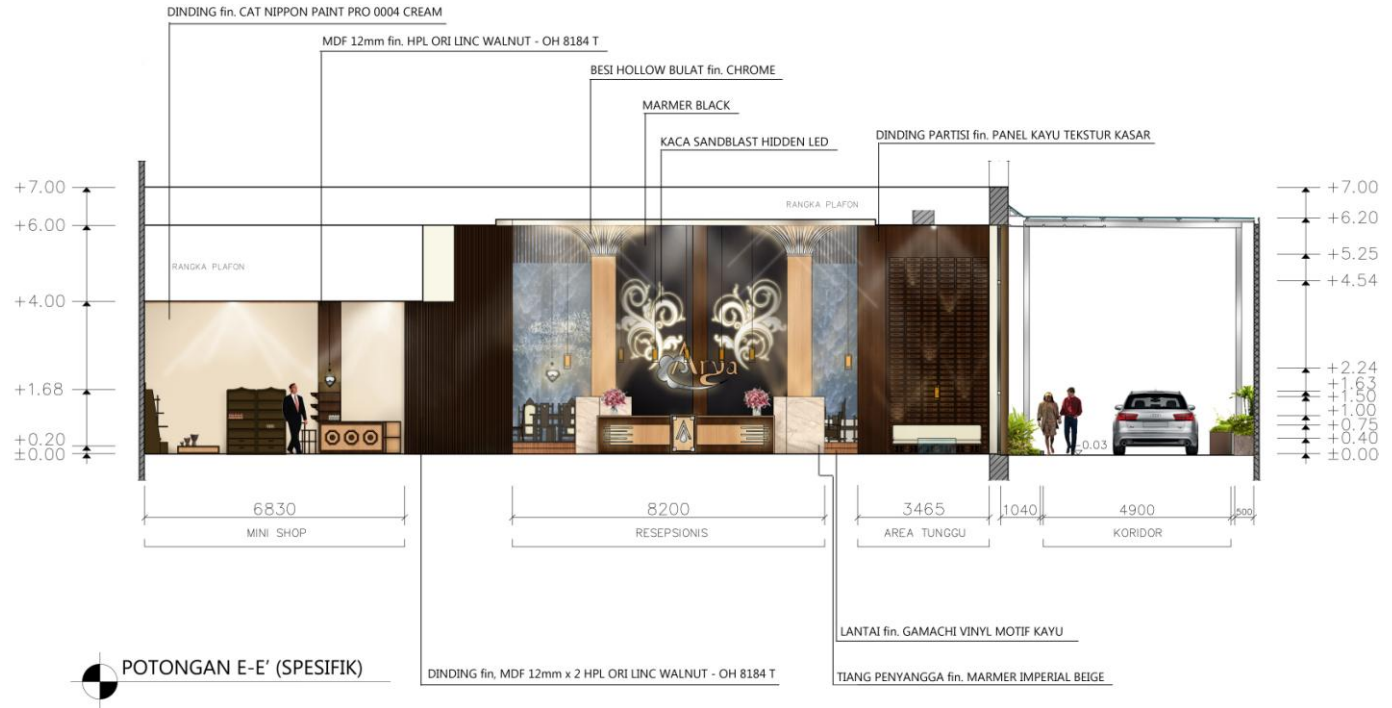 DINDING fin. CAT NIPPON PAINT PRO 0004 CREAM
MDF 12mm fin. HPL ORI LINC WALNUT - OH 8184 T
BESI HOLLOW BULAT fin. CHROME
MARMER BLACK
KACA SANDBLAST HIDDEN LED
DINDING PARTISI fin. PANEL KAYU TEKSTUR KASAR
+7.00
+6.00
+4.00
+1.68
+0.20
±0.00
RANGKA PLAFON
RANGKA PLAFON
Arya
-0.03
+7.00
+6.20
+5.25
+4.54
+2.24
+1.63
+1.50
+1.00
+0.75
+0.40
±0.00
6830
8200
3465
1040
4900
500
MINI SHOP
RESEPSIONIS
AREA TUNGGU
KORIDOR
LANTAI fin. GAMACHI VINYL MOTIF KAYU
POTONGAN E-E' (SPESIFIK)
DINDING fin, MDF 12mm x 2 HPL ORI LINC WALNUT - OH 8184 T
TIANG PENYANGGA fin. MARMER IMPERIAL BEIGE